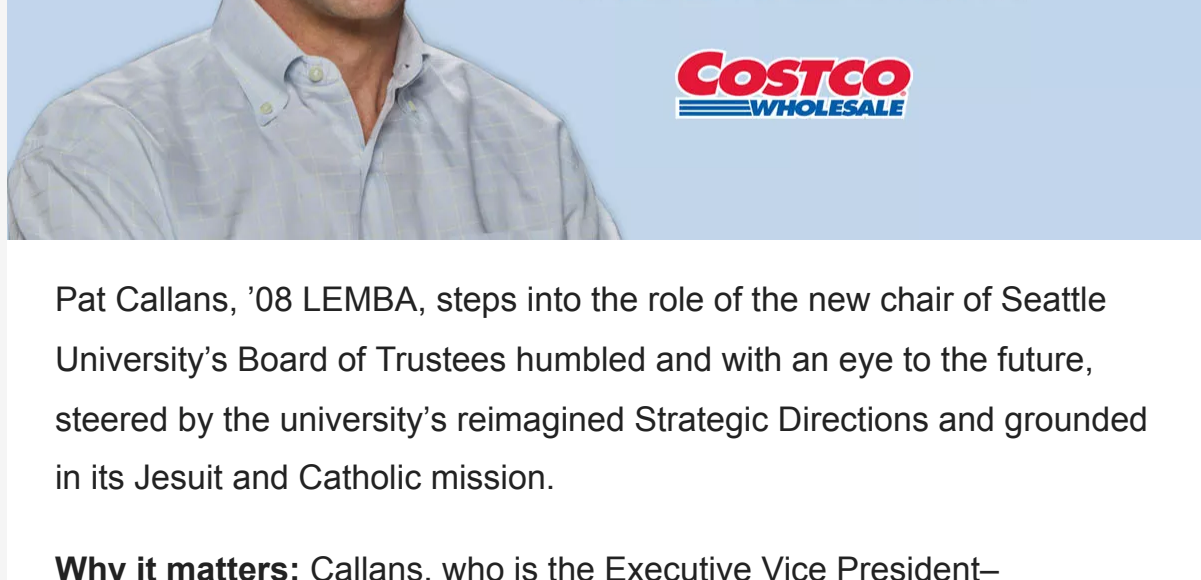 COSTCO
WHOLESALE
Pat Callans, ’08 LEMBA, steps into the role of the new chair of Seattle
University’s Board of Trustees humbled and with an eye to the future,
steered by the university’s reimagined Strategic Directions and grounded
in its Jesuit and Catholic mission.
Why it matters: Callans, who is the Executive Vice President–